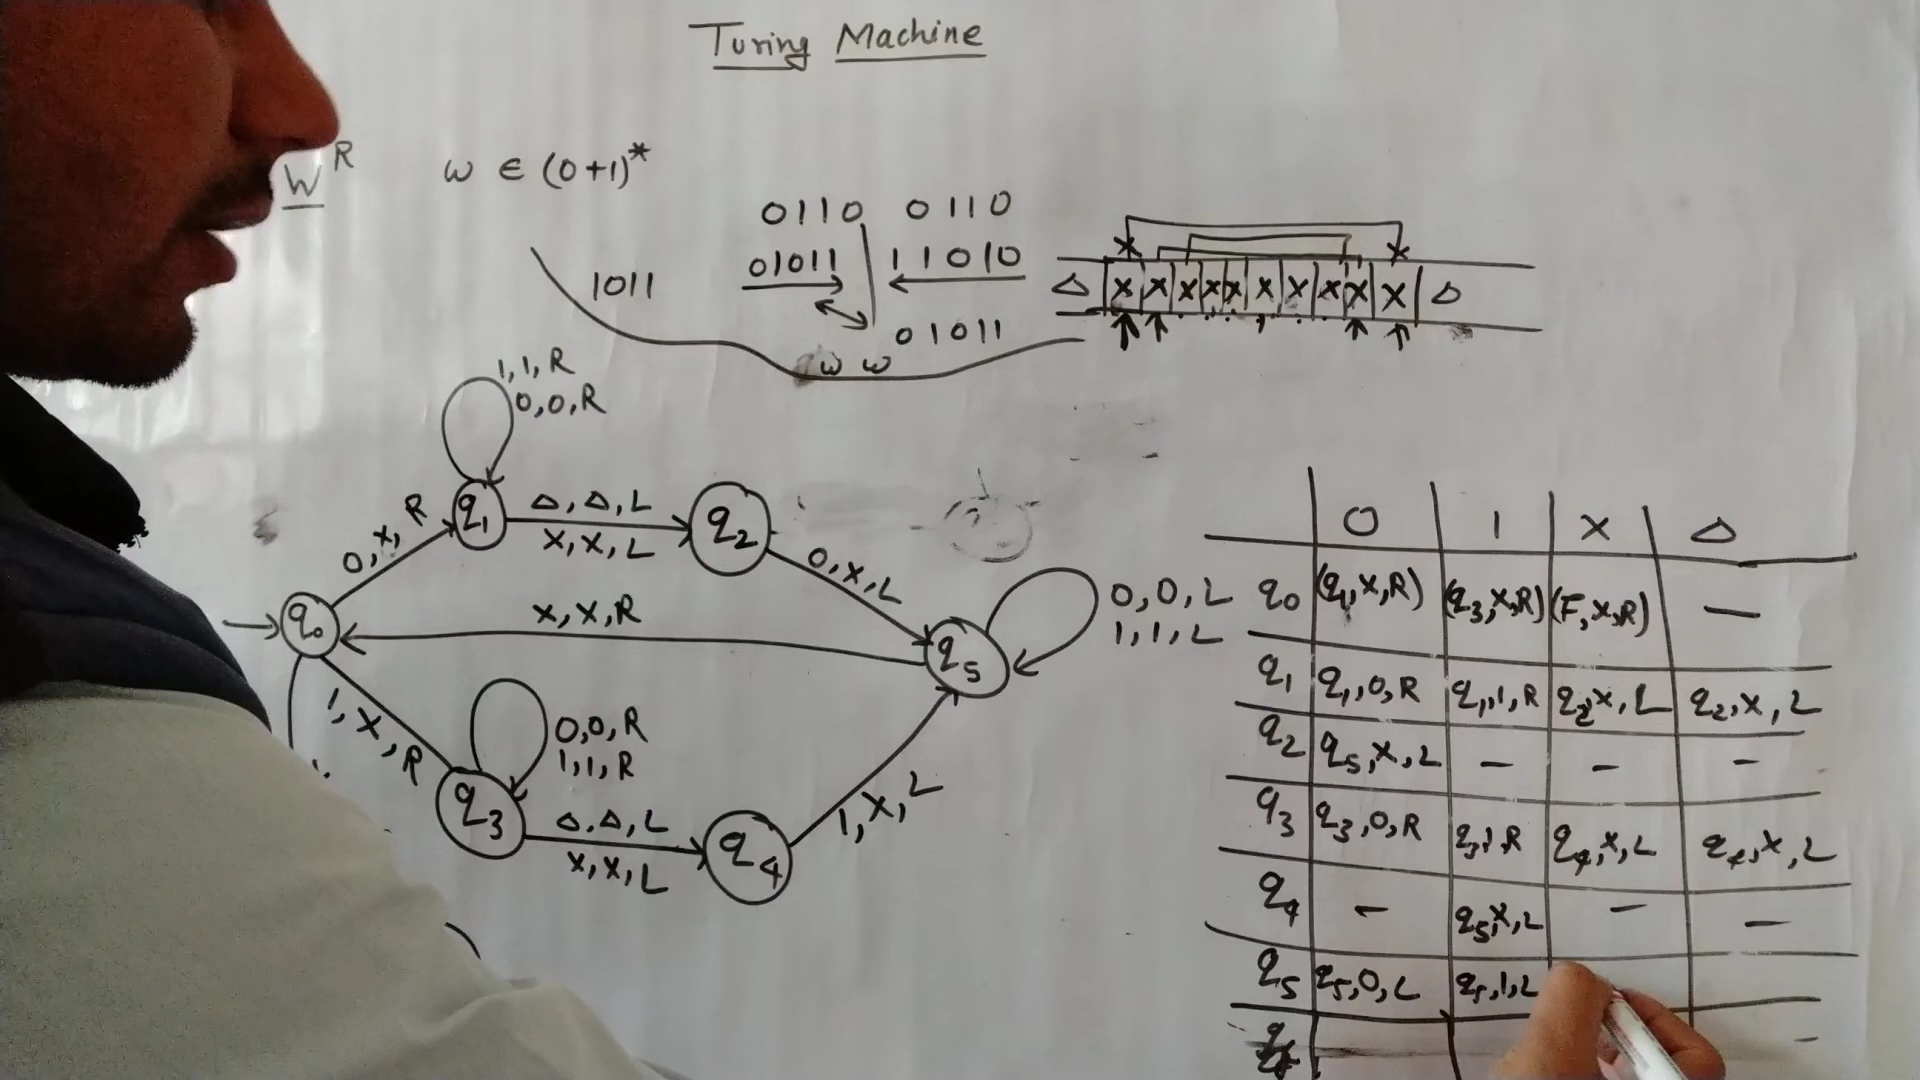 Turing Machine
W^R ω ∈ (0+1)*
0110 0110
01011 11010
1011
01011
ω ω
X X
Δ X X X X X X X X X X Δ
1,1,R
0,0,R
0,X,R
q1
Δ,Δ,L
X,X,L
q2
0,X,L
q0
X,X,R
q5
0,0,L
1,1,L
1,X,R
0,0,R
1,1,R
q3
Δ,Δ,L
X,X,L
q4
1,X,L
0 1 X Δ
q0 (q1,X,R) (q3,X,R) (F,X,R) —
q1 q1,0,R q1,1,R q2,X,L q2,X,L
q2 q5,X,L — — —
q3 q3,0,R q3,1,R q4,X,L q4,X,L
q4 — q5,X,L — —
q5 q5,0,L q5,1,L
—